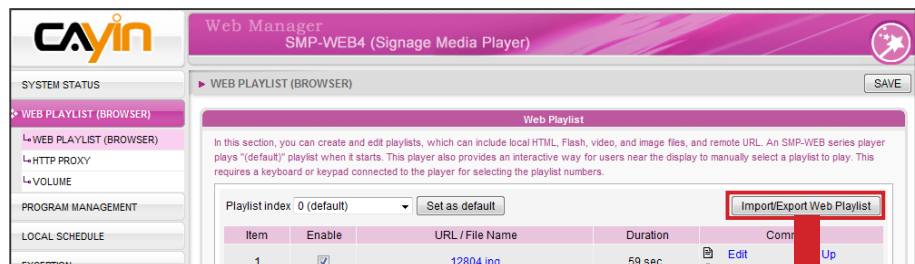 CAYIN
Web Manager
SMP-WEB4 (Signage Media Player)
SYSTEM STATUS
WEB PLAYLIST (BROWSER)
WEB PLAYLIST (BROWSER)
HTTP PROXY
VOLUME
PROGRAM MANAGEMENT
LOCAL SCHEDULE
WEB PLAYLIST (BROWSER)
SAVE
Web Playlist
In this section, you can create and edit playlists, which can include local HTML, Flash, video, and image files, and remote URL. An SMP-WEB series player
plays "(default)" playlist when it starts. This player also provides an interactive way for users near the display to manually select a playlist to play. This
requires a keyboard or keypad connected to the player for selecting the playlist numbers.
Playlist index 0 (default) Set as default Import/Export Web Playlist
Item Enable URL / File Name Duration
1 12804.jpg 59 sec Edit Up